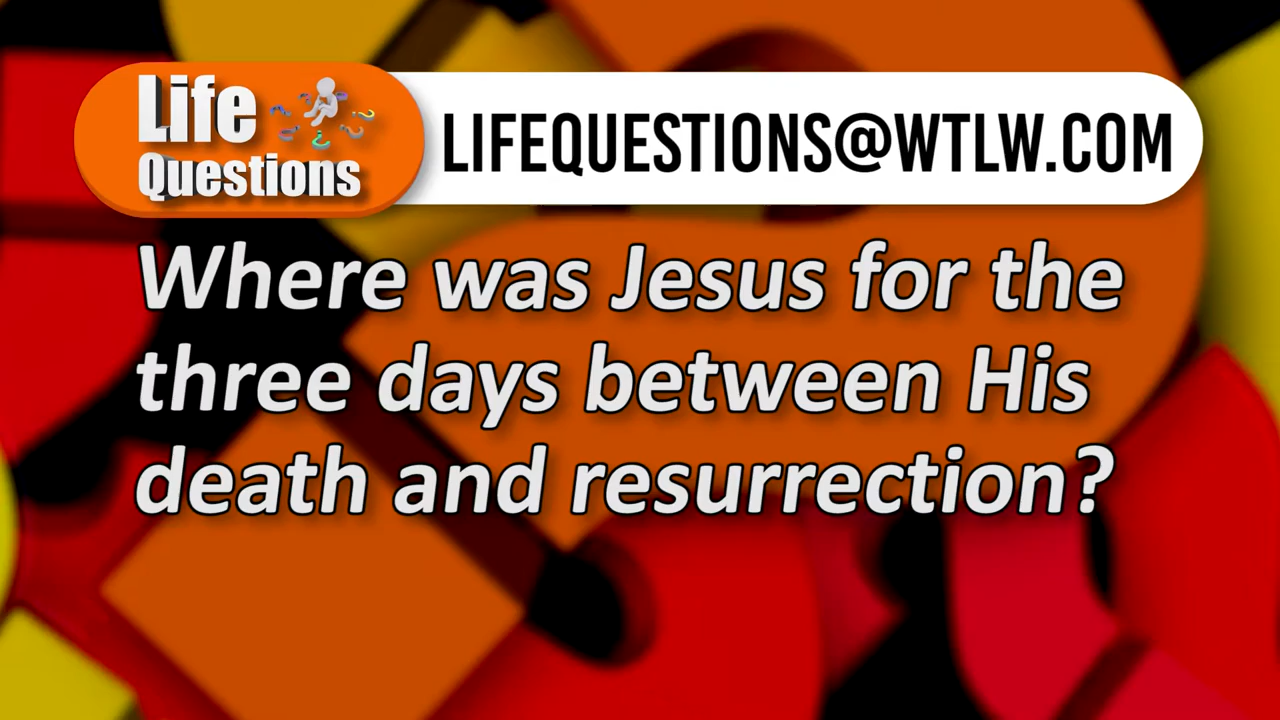 Life
Questions
LIFEQUESTIONS@WTLW.COM
Where was Jesus for the
three days between His
death and resurrection?